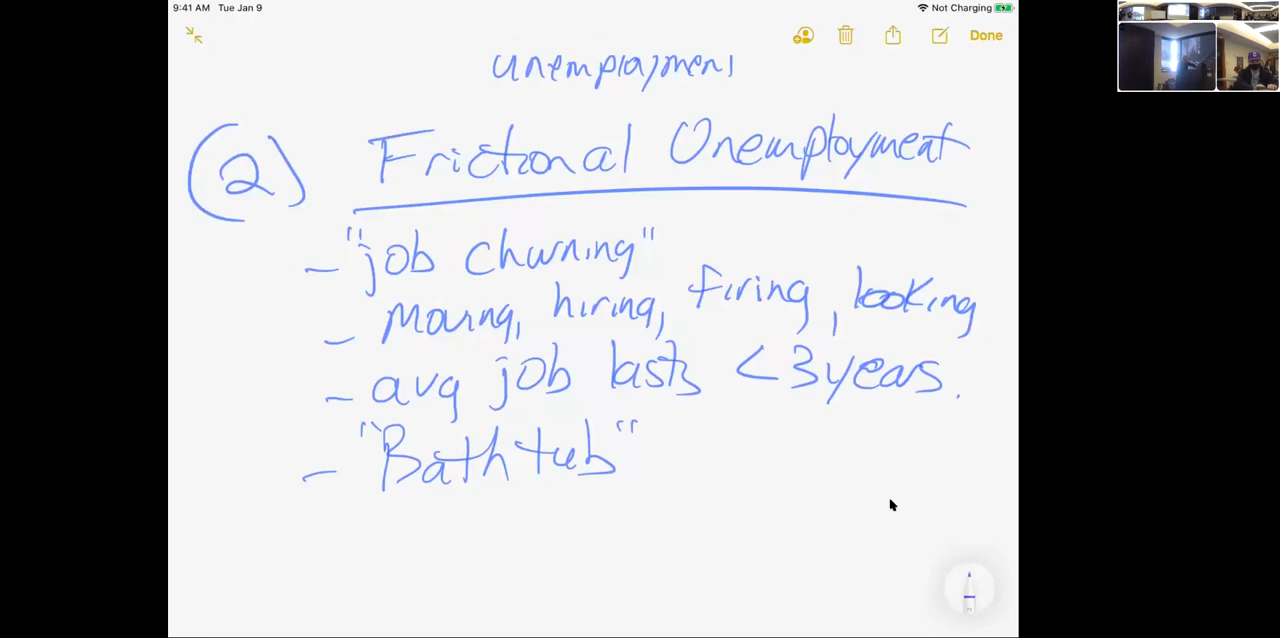 9:41 AM Tue Jan 9
Not Charging
Done
unemployment
(2) Frictional Unemployment
- "job churning"
- Moving, hiring, firing, looking
- avg job lasts < 3 years.
- "Bathtub"